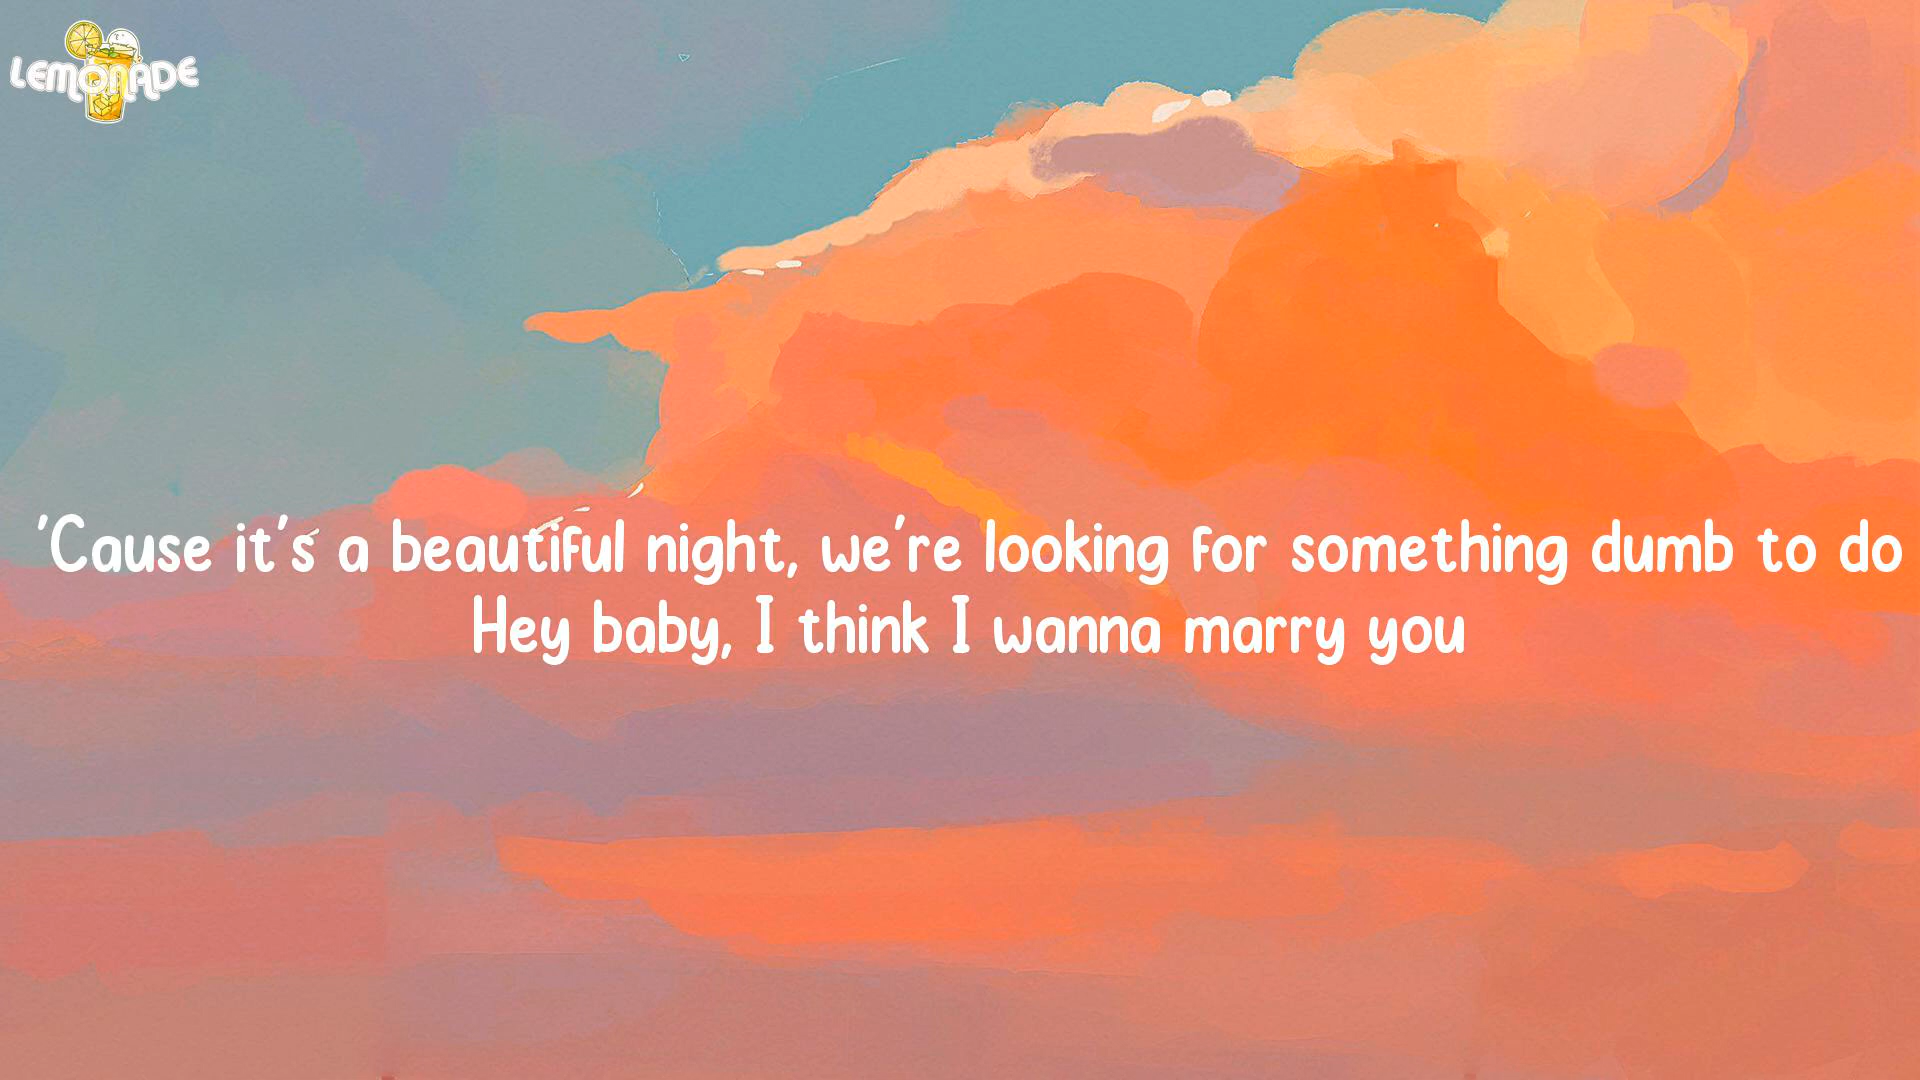 LEMONADE
'Cause it's a beautiful night, we're looking for something dumb to do
Hey baby, I think I wanna marry you